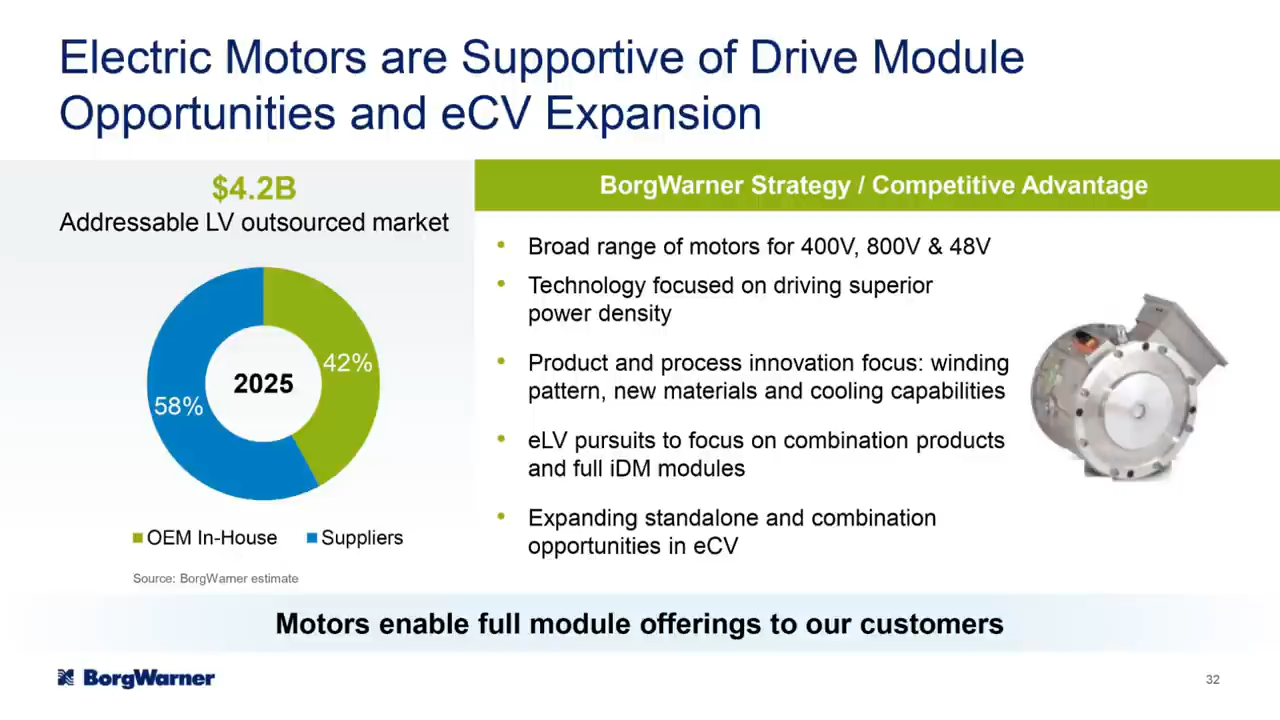 Electric Motors are Supportive of Drive Module
Opportunities and eCV Expansion
$4.2B
Addressable LV outsourced market
42%
2025
58%
OEM In-House
Suppliers
Source: BorgWarner estimate
BorgWarner Strategy / Competitive Advantage
• Broad range of motors for 400V, 800V & 48V
• Technology focused on driving superior
power density
• Product and process innovation focus: winding
pattern, new materials and cooling capabilities
• eLV pursuits to focus on combination products
and full iDM modules
• Expanding standalone and combination
opportunities in eCV
Motors enable full module offerings to our customers
BorgWarner
32